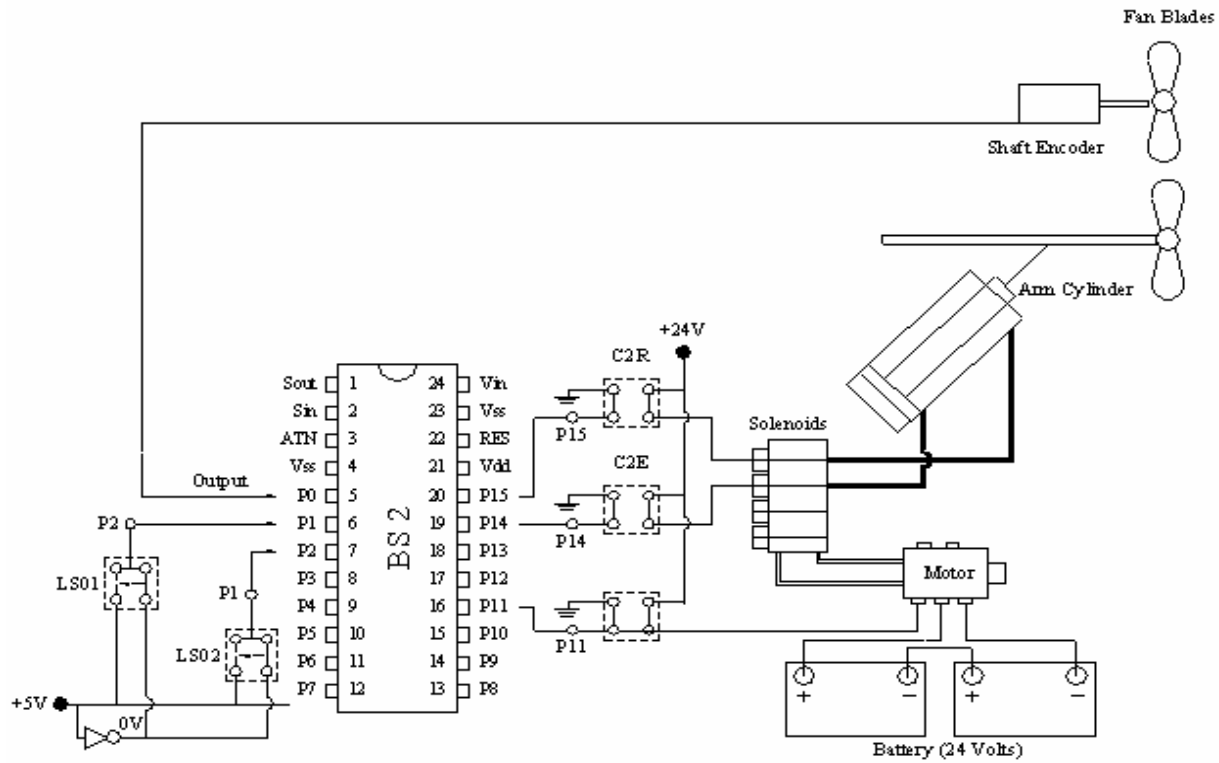 Fan Blades
Shaft Encoder
Arm Cylinder
+24V
C2R
P15
Solenoids
C2E
P14
P11
Motor
+ − + −
Battery (24 Volts)
Sout 1 24 Vin
Sin 2 23 Vss
ATN 3 22 RES
Vss 4 21 Vdd
Output P0 5 20 P15
P1 6 19 P14
P2 7 18 P13
P3 8 17 P12
P4 9 16 P11
P5 10 15 P10
P6 11 14 P9
P7 12 13 P8
BS2
P2
LS01
P1
LS02
+5V
0V